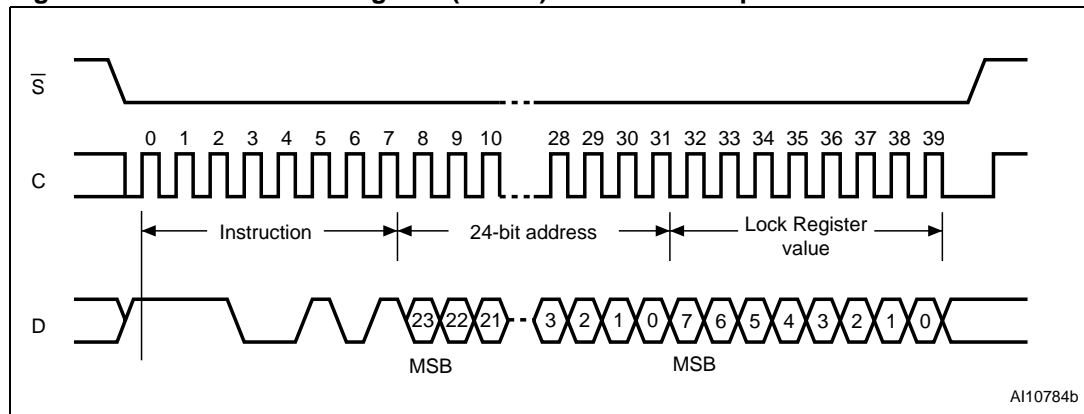 S̅
0 1 2 3 4 5 6 7 8 9 10 28 29 30 31 32 33 34 35 36 37 38 39
C
Instruction 24-bit address Lock Register
value
D 23 22 21 3 2 1 0 7 6 5 4 3 2 1 0
MSB MSB
AI10784b